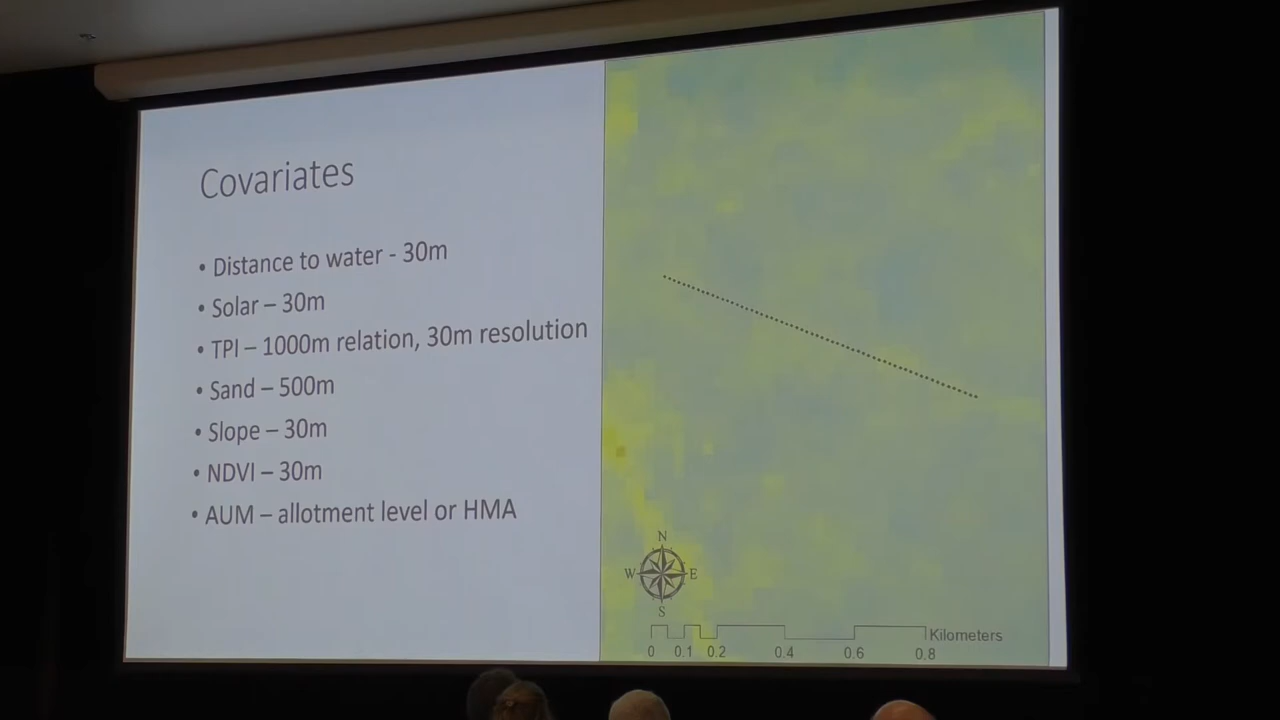 Covariates
• Distance to water - 30m
• Solar – 30m
• TPI – 1000m relation, 30m resolution
• Sand – 500m
• Slope – 30m
• NDVI – 30m
• AUM – allotment level or HMA
N
W E
S
Kilometers
0 0.1 0.2 0.4 0.6 0.8